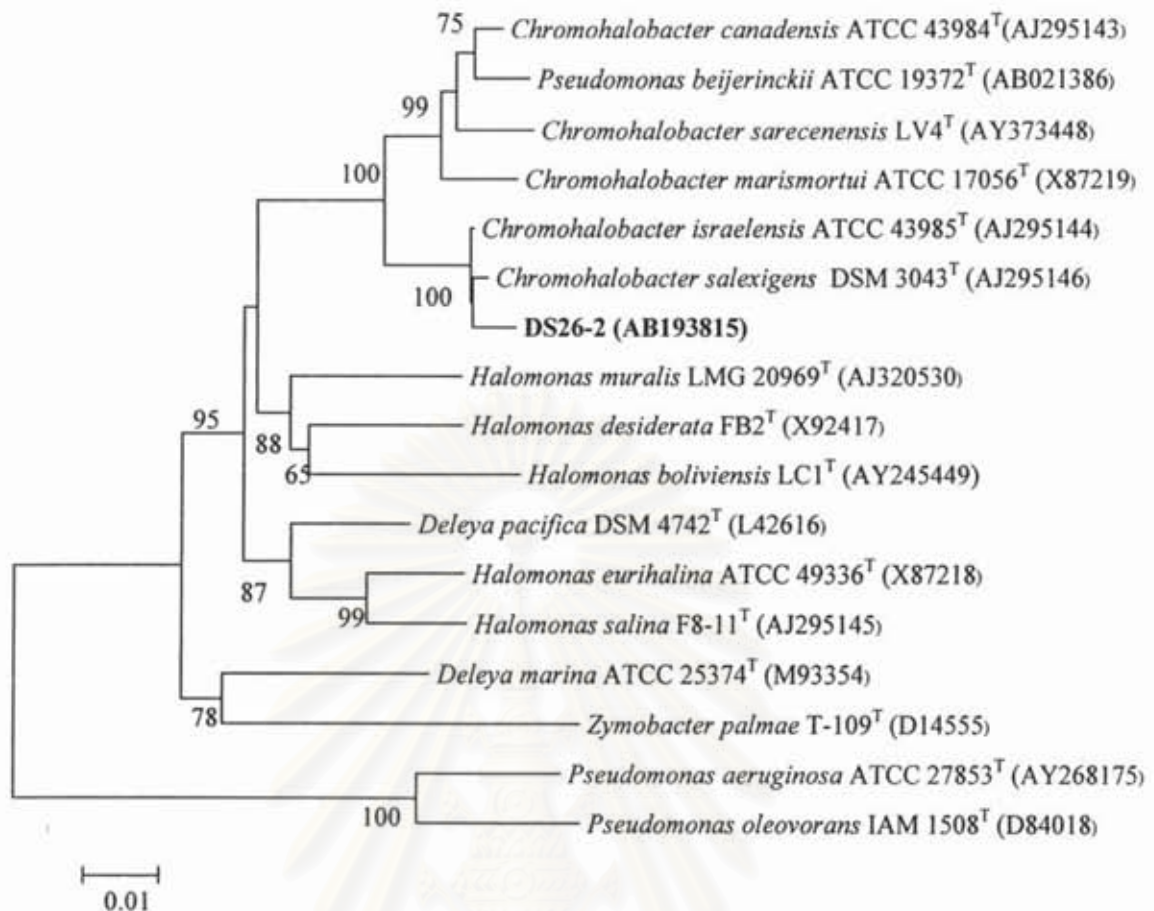 75
Chromohalobacter canadensis ATCC 43984T(AJ295143)
Pseudomonas beijerinckii ATCC 19372T (AB021386)
99
Chromohalobacter sarecenensis LV4T (AY373448)
100
Chromohalobacter marismortui ATCC 17056T (X87219)
Chromohalobacter israelensis ATCC 43985T (AJ295144)
Chromohalobacter salexigens DSM 3043T (AJ295146)
100
DS26-2 (AB193815)
Halomonas muralis LMG 20969T (AJ320530)
95
Halomonas desiderata FB2T (X92417)
88
65
Halomonas boliviensis LC1T (AY245449)
Deleya pacifica DSM 4742T (L42616)
Halomonas eurihalina ATCC 49336T (X87218)
87
99
Halomonas salina F8-11T (AJ295145)
Deleya marina ATCC 25374T (M93354)
78
Zymobacter palmae T-109T (D14555)
Pseudomonas aeruginosa ATCC 27853T (AY268175)
100
Pseudomonas oleovorans IAM 1508T (D84018)
0.01